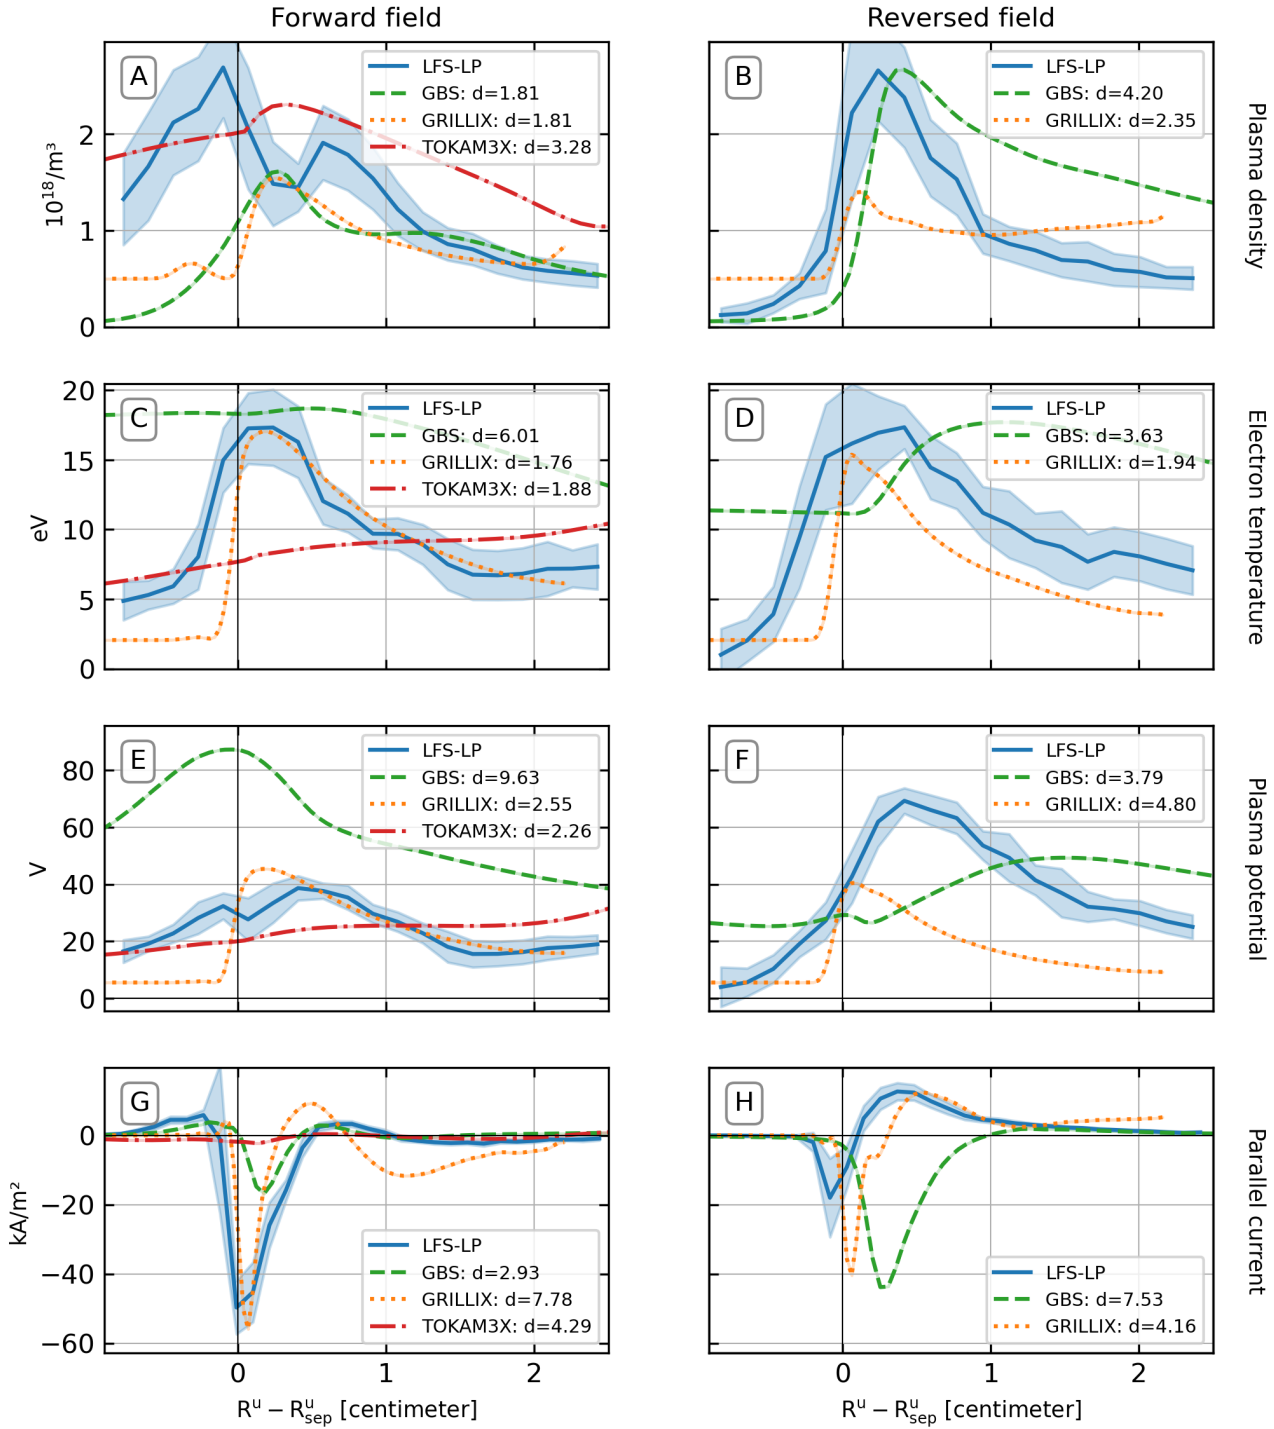 Forward field
Reversed field
A
LFS-LP
GBS: d=1.81
GRILLIX: d=1.81
TOKAM3X: d=3.28
0
1
2
10¹⁸/m³
B
LFS-LP
GBS: d=4.20
GRILLIX: d=2.35
Plasma density
C
LFS-LP
GBS: d=6.01
GRILLIX: d=1.76
TOKAM3X: d=1.88
20
15
10
5
0
eV
D
LFS-LP
GBS: d=3.63
GRILLIX: d=1.94
Electron temperature
E
LFS-LP
GBS: d=9.63
GRILLIX: d=2.55
TOKAM3X: d=2.26
80
60
40
20
0
V
F
LFS-LP
GBS: d=3.79
GRILLIX: d=4.80
Plasma potential
G
LFS-LP
GBS: d=2.93
GRILLIX: d=7.78
TOKAM3X: d=4.29
0
−20
−40
−60
kA/m²
H
LFS-LP
GBS: d=7.53
GRILLIX: d=4.16
Parallel current
0 1 2
0 1 2
Rᵘ − Rᵘsep [centimeter]
Rᵘ − Rᵘsep [centimeter]